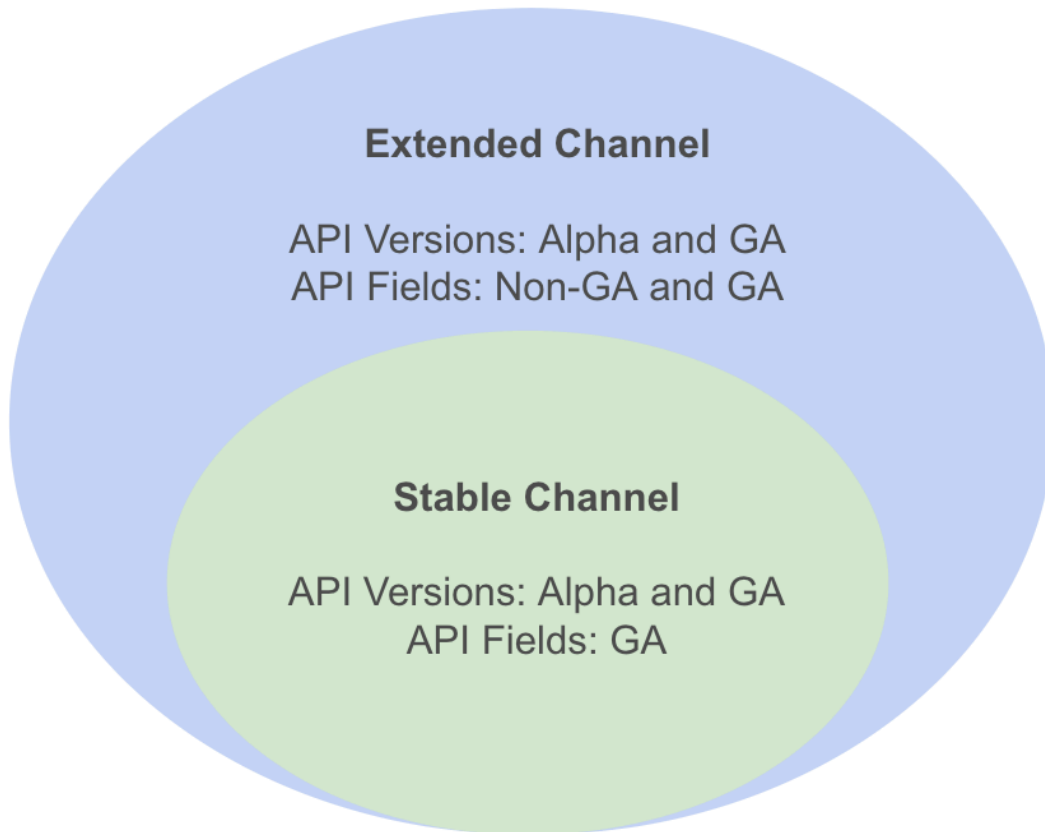 Extended Channel
API Versions: Alpha and GA
API Fields: Non-GA and GA
Stable Channel
API Versions: Alpha and GA
API Fields: GA